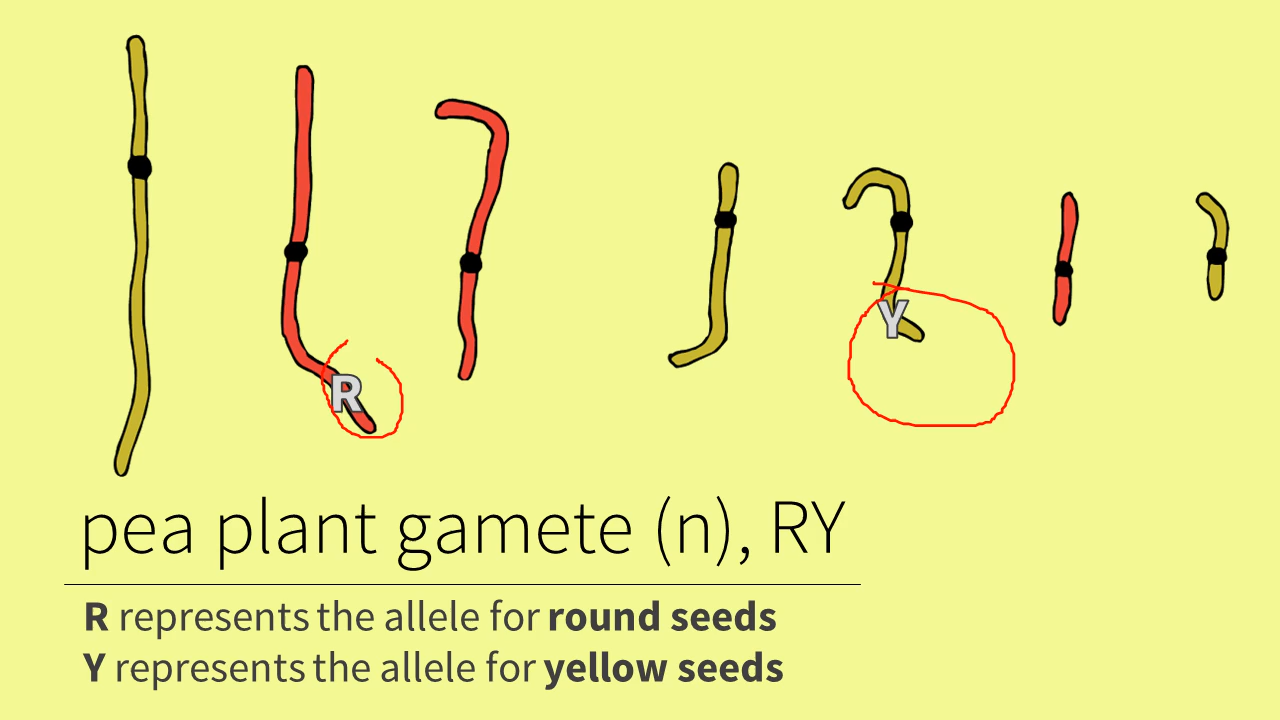 R
Y
pea plant gamete (n), RY
R represents the allele for round seeds
Y represents the allele for yellow seeds